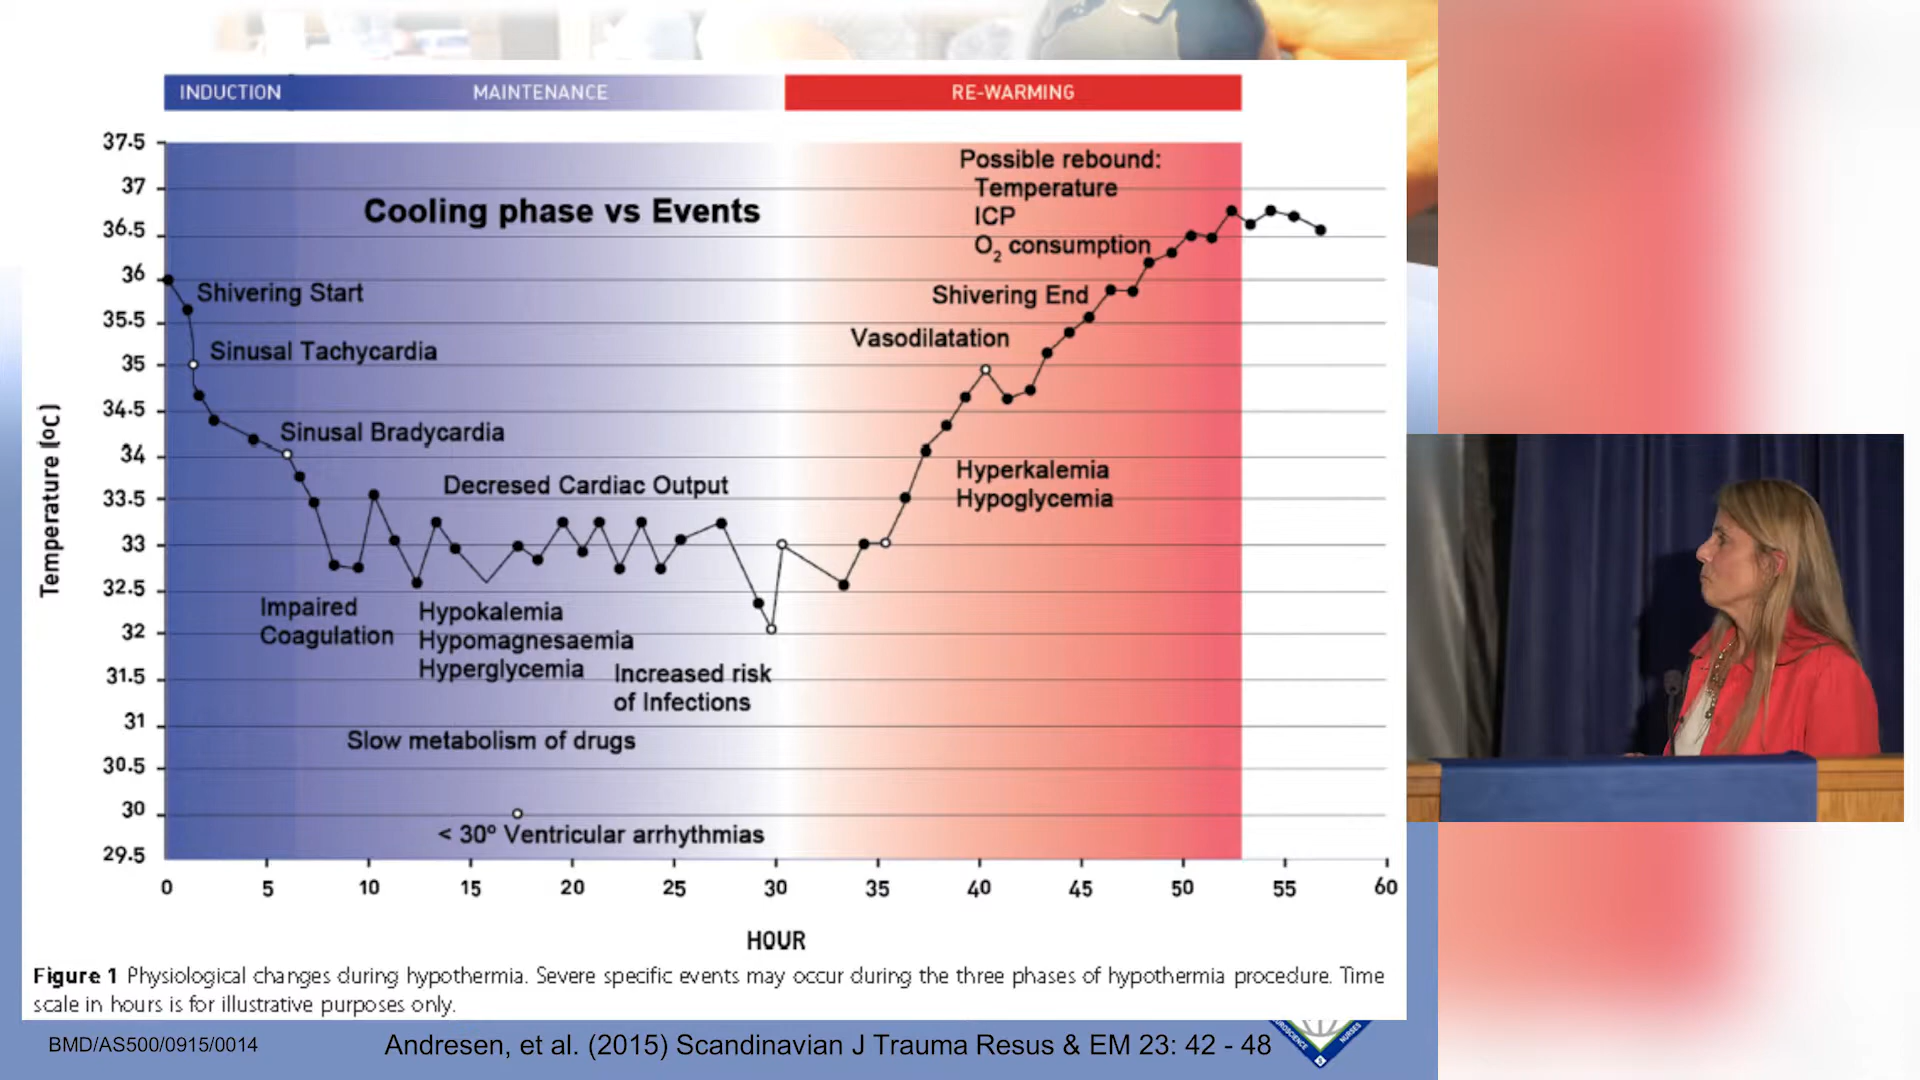 INDUCTION MAINTENANCE RE-WARMING
37.5
37
36.5
36
35.5
35
34.5
34
33.5
33
32.5
32
31.5
31
30.5
30
29.5
Temperature (ºC)
Cooling phase vs Events
Possible rebound:
Temperature
ICP
O2 consumption
Shivering Start
Shivering End
Sinusal Tachycardia
Vasodilatation
Sinusal Bradycardia
Decresed Cardiac Output
Hyperkalemia
Hypoglycemia
Impaired
Coagulation
Hypokalemia
Hypomagnesaemia
Hyperglycemia
Increased risk
of Infections
Slow metabolism of drugs
< 30º Ventricular arrhythmias
0 5 10 15 20 25 30 35 40 45 50 55 60
HOUR
Figure 1 Physiological changes during hypothermia. Severe specific events may occur during the three phases of hypothermia procedure. Time
scale in hours is for illustrative purposes only.
BMD/AS500/0915/0014
Andresen, et al. (2015) Scandinavian J Trauma Resus & EM 23: 42 - 48
NURSES